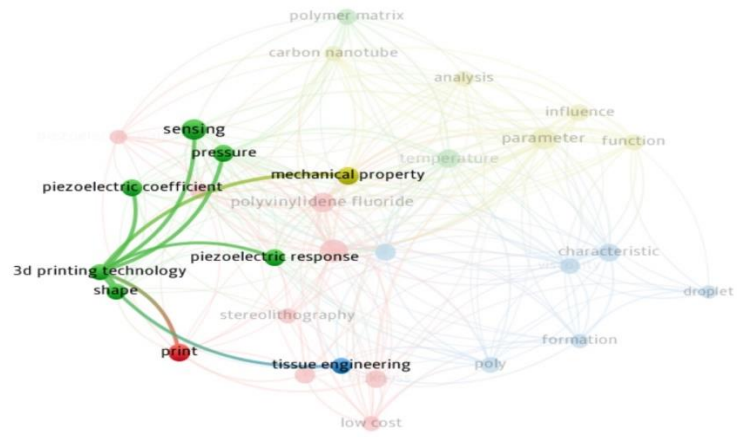 polymer matrix
carbon nanotube
analysis
influence
sensing
parameter
function
pressure
temperature
mechanical property
piezoelectric coefficient
polyvinylidene fluoride
characteristic
piezoelectric response
3d printing technology
shape
droplet
stereolithography
formation
print
tissue engineering
poly
low cost